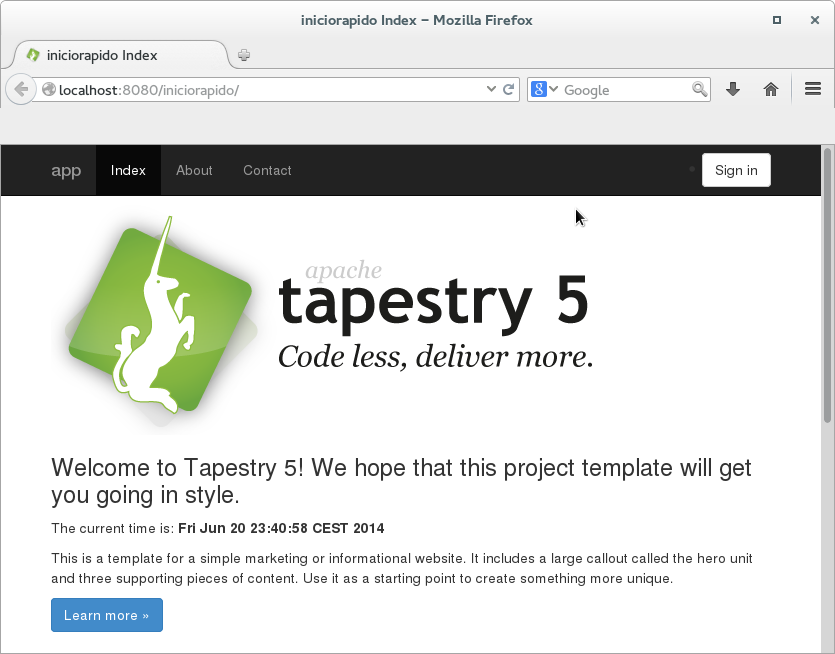 iniciorapido Index – Mozilla Firefox
iniciorapido Index
localhost:8080/iniciorapido/
8 Google
app Index About Contact Sign in
apache
tapestry 5
Code less, deliver more.
Welcome to Tapestry 5! We hope that this project template will get
you going in style.
The current time is: Fri Jun 20 23:40:58 CEST 2014
This is a template for a simple marketing or informational website. It includes a large callout called the hero unit
and three supporting pieces of content. Use it as a starting point to create something more unique.
Learn more »